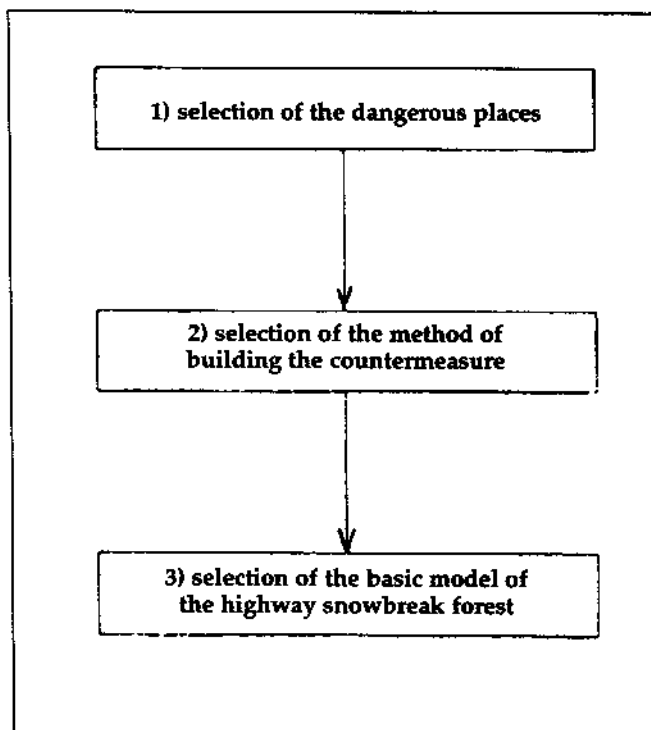 1) selection of the dangerous places
2) selection of the method of
building the countermeasure
3) selection of the basic model of
the highway snowbreak forest